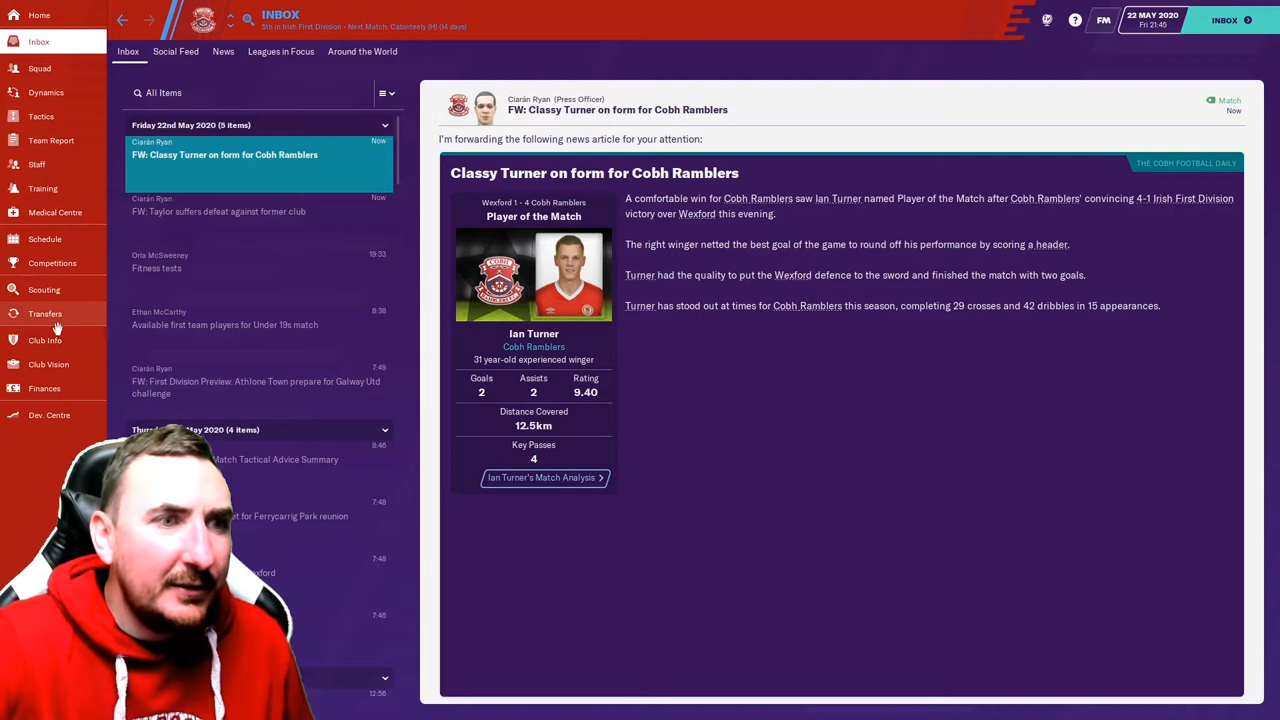 Home
Inbox
Squad
Dynamics
Tactics
Team Report
Staff
Training
Medical Centre
Schedule
Competitions
Scouting
Transfers
Club Info
Club Vision
Finances
Dev. Centre
INBOX
5th in Irish First Division - Next Match: Cabinteely (H) (14 days)
?
FM
22 MAY 2020
Fri 21:45
INBOX
Inbox
Social Feed
News
Leagues in Focus
Around the World
All Items
Friday 22nd May 2020 (5 items)
Ciarán Ryan
Now
FW: Classy Turner on form for Cobh Ramblers
Ciarán Ryan
Now
FW: Taylor suffers defeat against former club
Orla McSweeney
19:33
Fitness tests
Ethan McCarthy
8:38
Available first team players for Under 19s match
Ciarán Ryan
7:49
FW: First Division Preview: Athlone Town prepare for Galway Utd
challenge
May 2020 (4 items)
8:46
Match Tactical Advice Summary
7:48
et for Ferrycarrig Park reunion
7:48
7:46
12:56
Ciarán Ryan (Press Officer)
FW: Classy Turner on form for Cobh Ramblers
Match
Now
I'm forwarding the following news article for your attention:
THE COBH FOOTBALL DAILY
Classy Turner on form for Cobh Ramblers
Wexford 1 - 4 Cobh Ramblers
Player of the Match
COBH
RAMBLERS F.C.
Ian Turner
Cobh Ramblers
31 year-old experienced winger
Goals
Assists
Rating
2
2
9.40
Distance Covered
12.5km
Key Passes
4
Ian Turner's Match Analysis
A comfortable win for Cobh Ramblers saw Ian Turner named Player of the Match after Cobh Ramblers' convincing 4-1 Irish First Division
victory over Wexford this evening.
The right winger netted the best goal of the game to round off his performance by scoring a header.
Turner had the quality to put the Wexford defence to the sword and finished the match with two goals.
Turner has stood out at times for Cobh Ramblers this season, completing 29 crosses and 42 dribbles in 15 appearances.